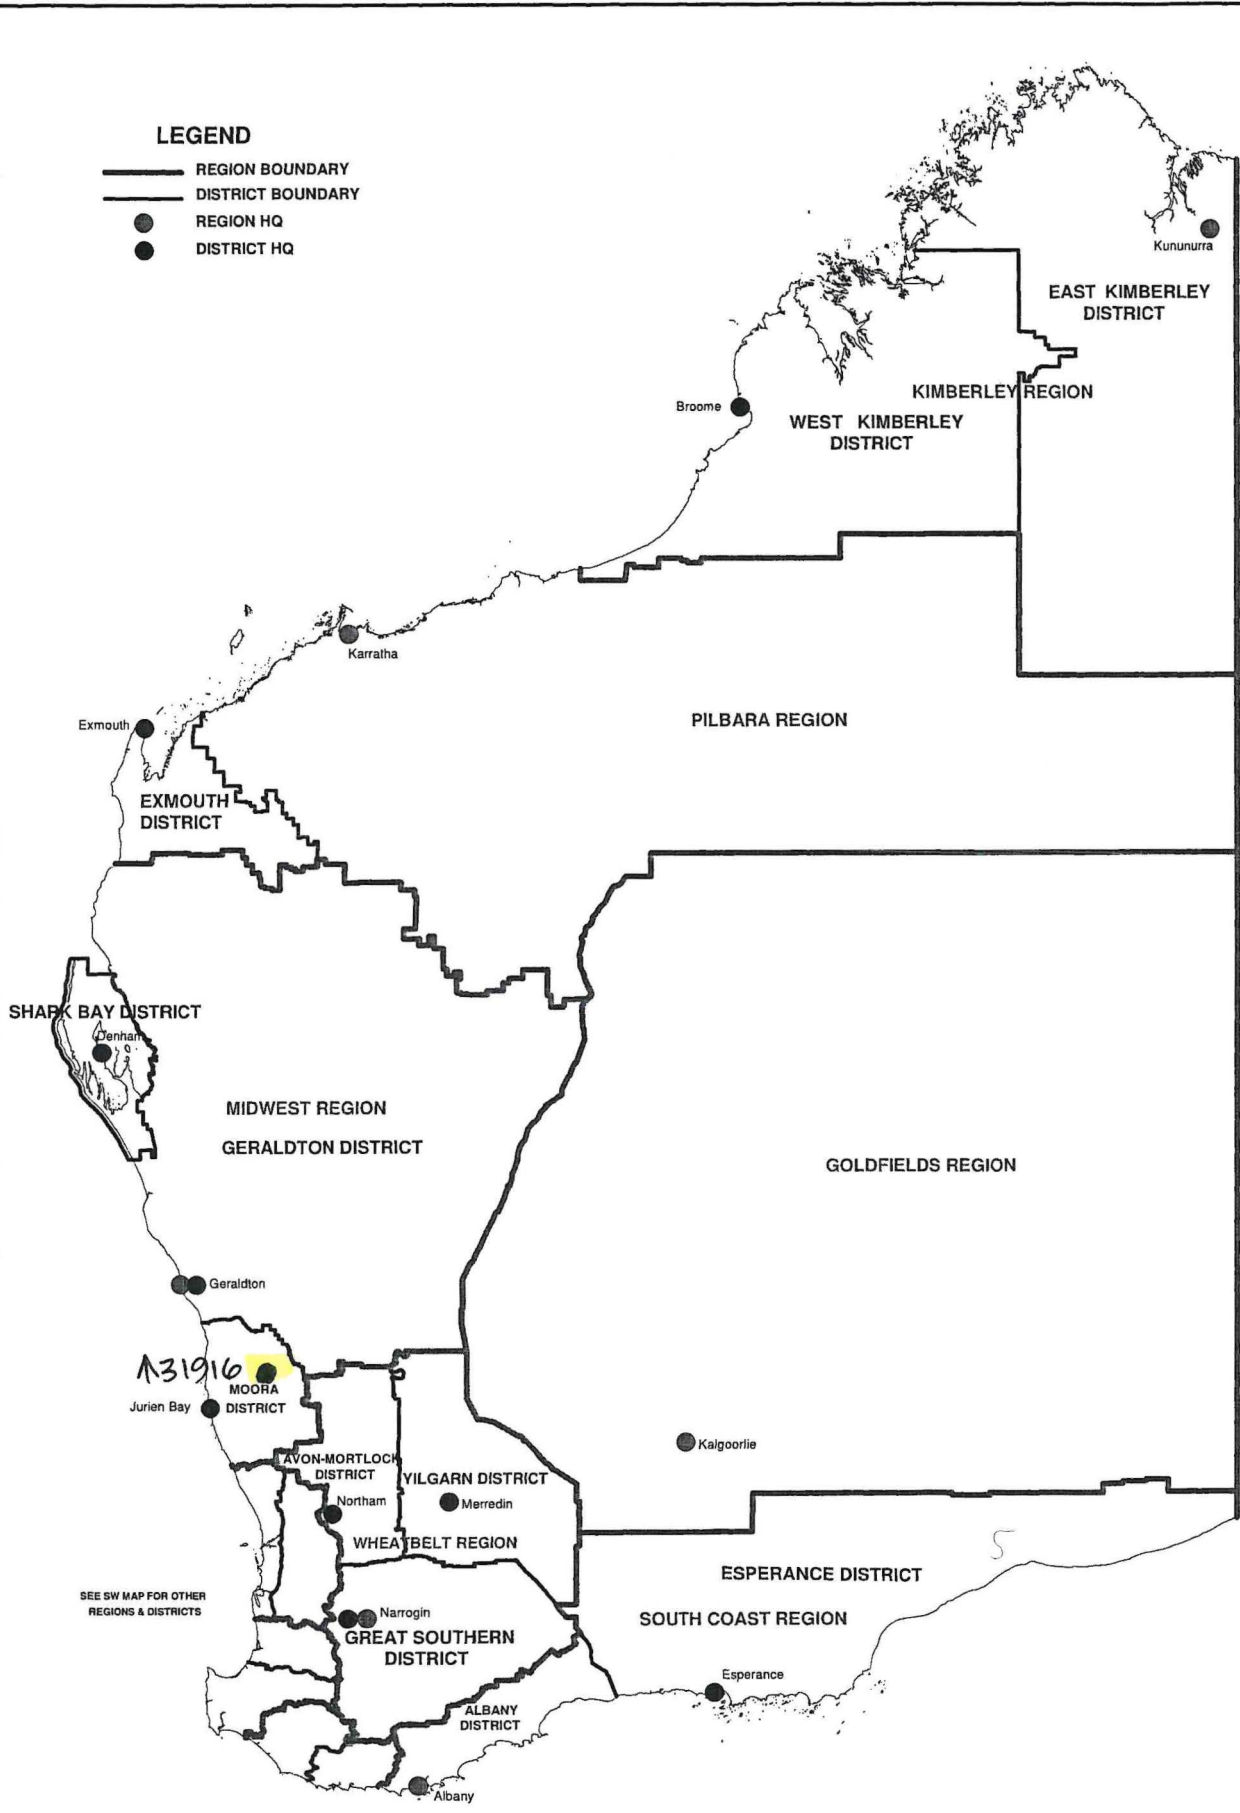 LEGEND
REGION BOUNDARY
DISTRICT BOUNDARY
REGION HQ
DISTRICT HQ
Kununurra
EAST KIMBERLEY
DISTRICT
KIMBERLEY REGION
Broome
WEST KIMBERLEY
DISTRICT
Karratha
Exmouth
PILBARA REGION
EXMOUTH
DISTRICT
SHARK BAY DISTRICT
Denham
MIDWEST REGION
GERALDTON DISTRICT
GOLDFIELDS REGION
Geraldton
31916
MOORA
DISTRICT
Jurien Bay
Kalgoorlie
AVON-MORTLOCK
DISTRICT
YILGARN DISTRICT
Northam
Merredin
WHEATBELT REGION
ESPERANCE DISTRICT
SEE SW MAP FOR OTHER
REGIONS & DISTRICTS
SOUTH COAST REGION
Narrogin
GREAT SOUTHERN
DISTRICT
Esperance
ALBANY
DISTRICT
Albany